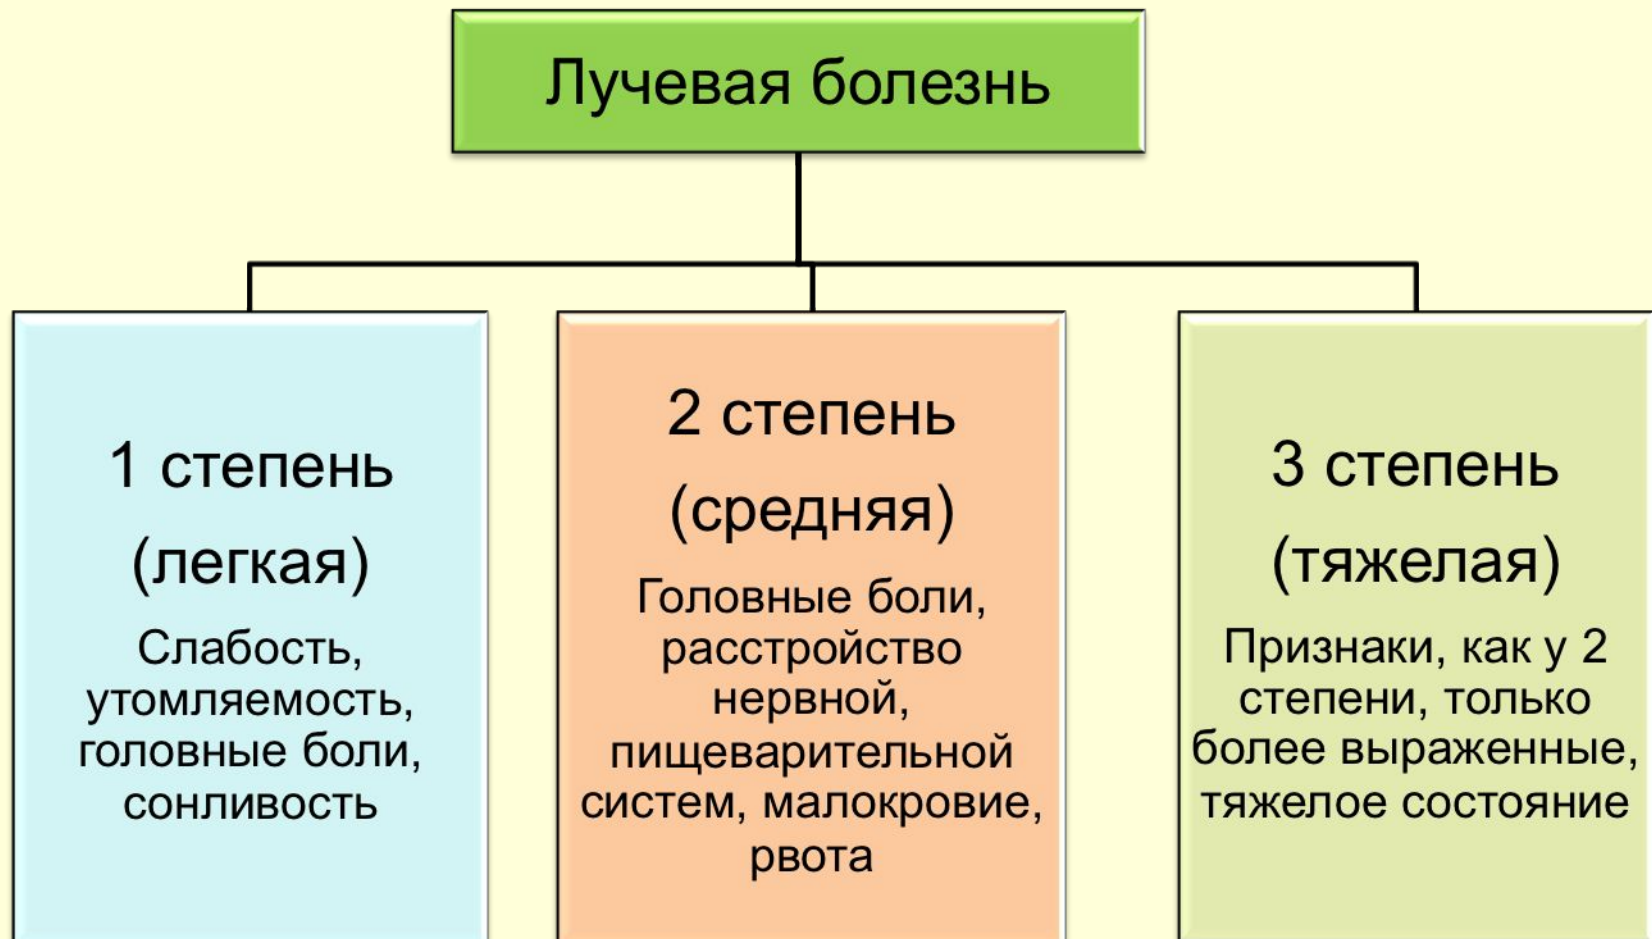 Лучевая болезнь
1 степень
(легкая)
Слабость,
утомляемость,
головные боли,
сонливость
2 степень
(средняя)
Головные боли,
расстройство
нервной,
пищеварительной
систем, малокровие,
рвота
3 степень
(тяжелая)
Признаки, как у 2
степени, только
более выраженные,
тяжелое состояние